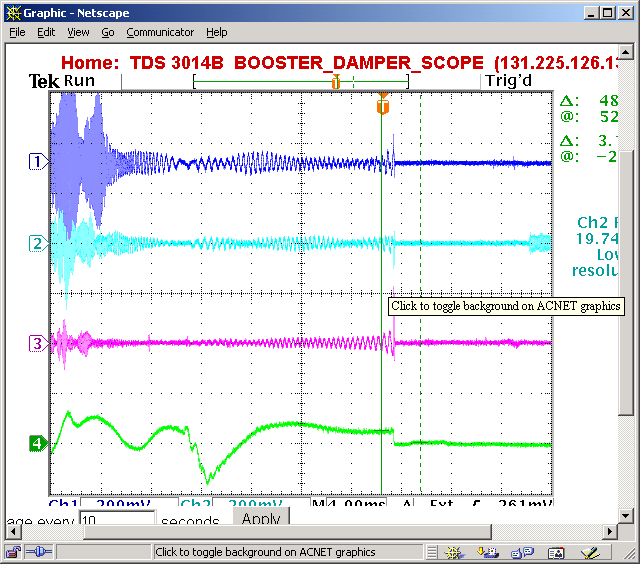 Graphic - Netscape
File Edit View Go Communicator Help
Home: TDS 3014B BOOSTER_DAMPER_SCOPE (131.225.126.1
Tek Run Trig'd
Δ: 48
@: 52
Δ: 3.
@: -2
1
2
Ch2
19.74
Lo
resolu
Click to toggle background on ACNET graphics
3
4
Ch1 200mV Ch2 200mV M4.00ms A Ext 261mV
age every 10 seconds Apply
Click to toggle background on ACNET graphics